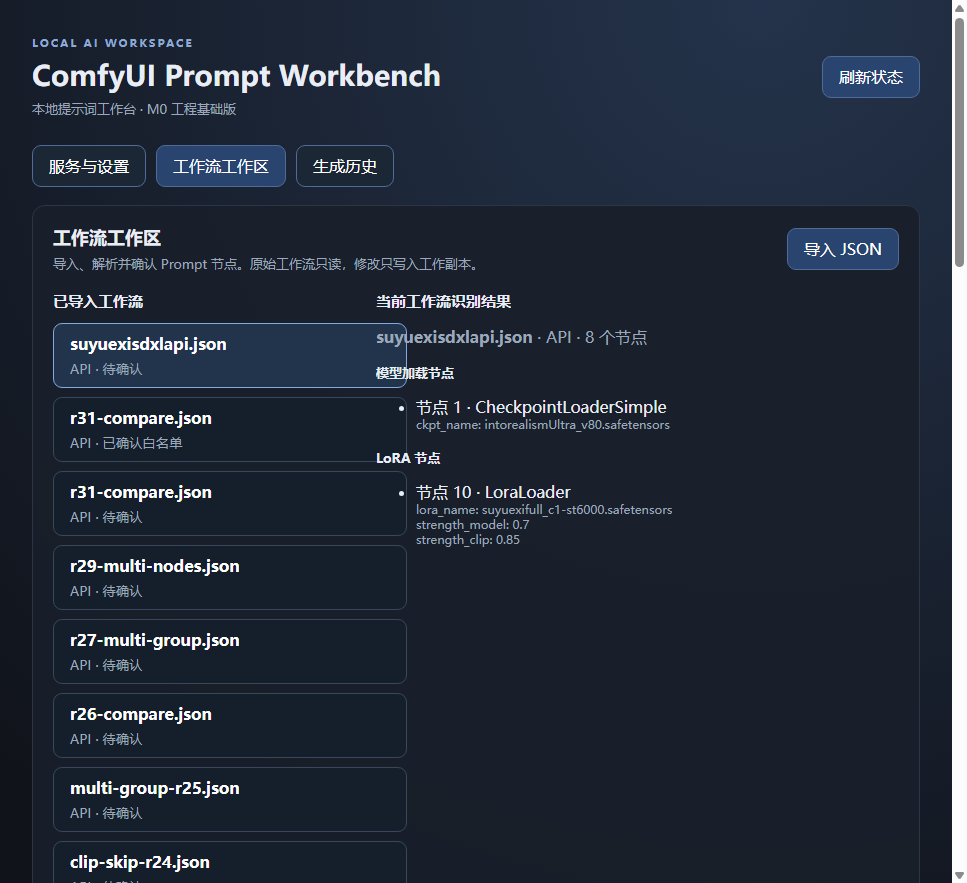 LOCAL AI WORKSPACE
ComfyUI Prompt Workbench
本地提示词工作台 · M0 工程基础版
刷新状态
服务与设置
工作流工作区
生成历史
工作流工作区
导入、解析并确认 Prompt 节点。原始工作流只读，修改只写入工作副本。
导入 JSON
已导入工作流
suyuexisdxlapi.json
API · 待确认
r31-compare.json
API · 已确认白名单
r31-compare.json
API · 待确认
r29-multi-nodes.json
API · 待确认
r27-multi-group.json
API · 待确认
r26-compare.json
API · 待确认
multi-group-r25.json
API · 待确认
clip-skip-r24.json
当前工作流识别结果
suyuexisdxlapi.json · API · 8 个节点
模型加载节点
节点 1 · CheckpointLoaderSimple
ckpt_name: intorealismUltra_v80.safetensors
LoRA 节点
节点 10 · LoraLoader
lora_name: suyuexifull_c1-st6000.safetensors
strength_model: 0.7
strength_clip: 0.85